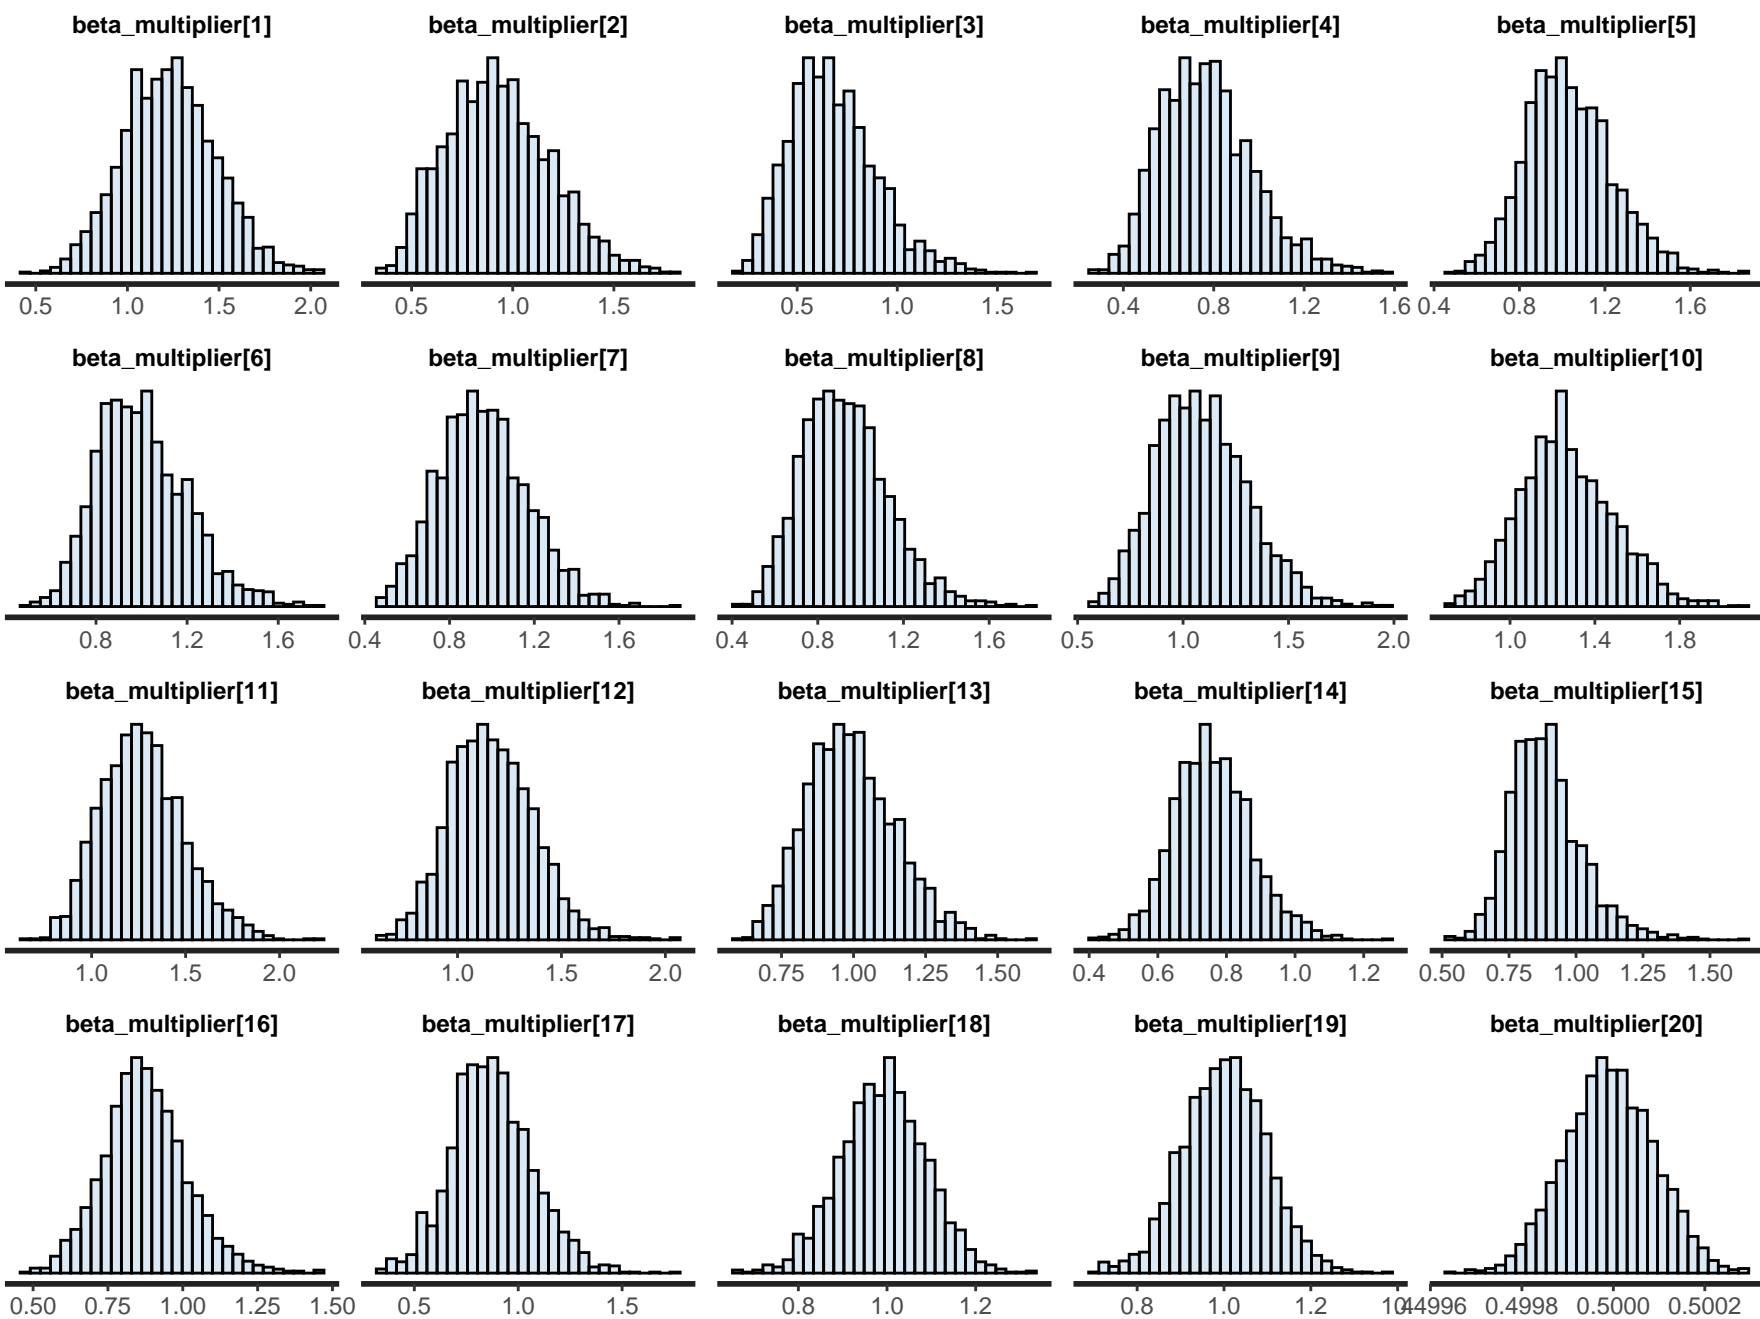 beta_multiplier[1] beta_multiplier[2] beta_multiplier[3] beta_multiplier[4] beta_multiplier[5]
0.5 1.0 1.5 2.0 0.5 1.0 1.5 0.5 1.0 1.5 0.4 0.8 1.2 1.6 0.4 0.8 1.2 1.6
beta_multiplier[6] beta_multiplier[7] beta_multiplier[8] beta_multiplier[9] beta_multiplier[10]
0.8 1.2 1.6 0.4 0.8 1.2 1.6 0.4 0.8 1.2 1.6 0.5 1.0 1.5 2.0 1.0 1.4 1.8
beta_multiplier[11] beta_multiplier[12] beta_multiplier[13] beta_multiplier[14] beta_multiplier[15]
1.0 1.5 2.0 1.0 1.5 2.0 0.75 1.00 1.25 1.50 0.4 0.6 0.8 1.0 1.2 0.50 0.75 1.00 1.25 1.50
beta_multiplier[16] beta_multiplier[17] beta_multiplier[18] beta_multiplier[19] beta_multiplier[20]
0.50 0.75 1.00 1.25 1.50 0.5 1.0 1.5 0.8 1.0 1.2 0.8 1.0 1.2 0.4998 0.5000 0.5002